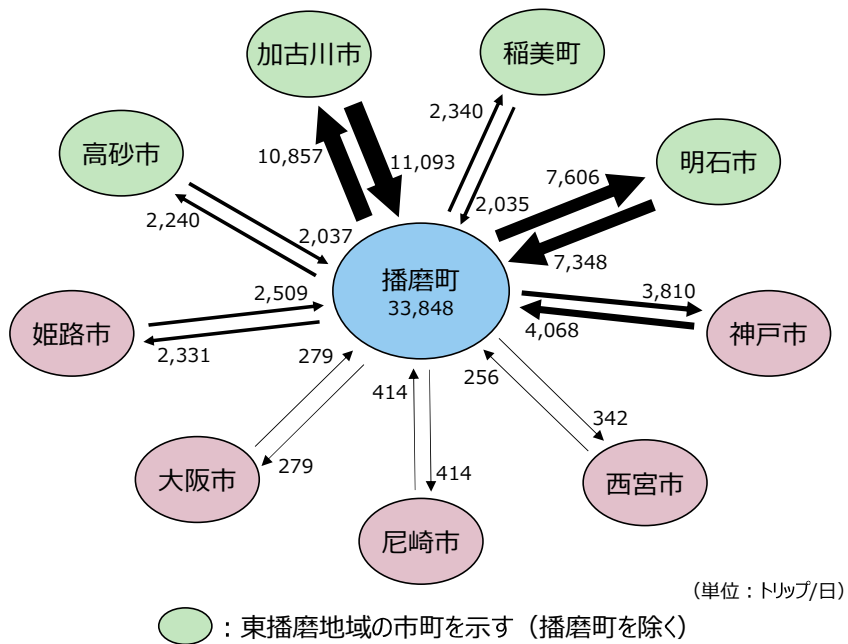 加古川市
稲美町
高砂市
明石市
10,857
11,093
2,340
2,035
7,606
7,348
2,240
2,037
播磨町
33,848
姫路市
2,509
2,331
3,810
4,068
神戸市
279
279
414
414
256
342
大阪市
尼崎市
西宮市
(単位：トリップ/日)
：東播磨地域の市町を示す（播磨町を除く）